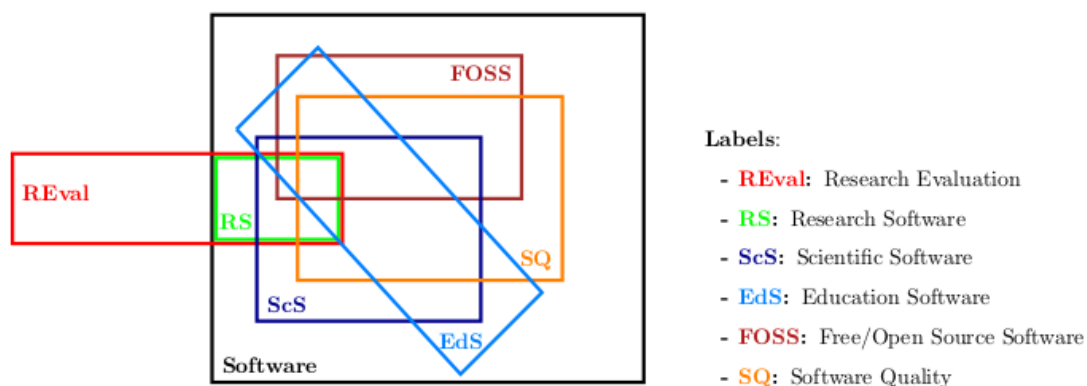 FOSS
REval
RS
SQ
ScS
EdS
Software
Labels:
- REval: Research Evaluation
- RS: Research Software
- ScS: Scientific Software
- EdS: Education Software
- FOSS: Free/Open Source Software
- SQ: Software Quality